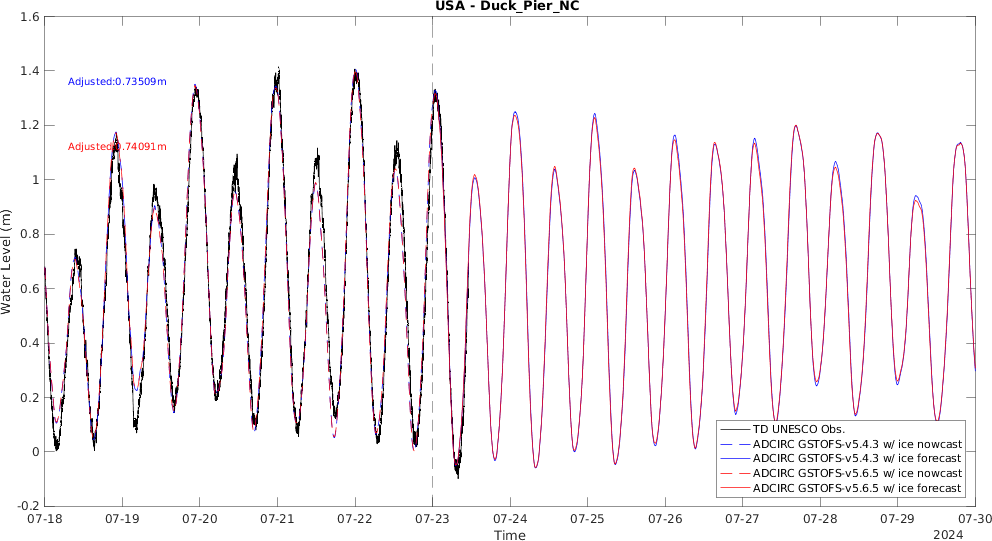 USA - Duck_Pier_NC
1.6
1.4
1.2
1
0.8
0.6
0.4
0.2
0
-0.2
Water Level (m)
Adjusted:0.73509m
Adjusted:0.74091m
TD UNESCO Obs.
ADCIRC GSTOFS-v5.4.3 w/ ice nowcast
ADCIRC GSTOFS-v5.4.3 w/ ice forecast
ADCIRC GSTOFS-v5.6.5 w/ ice nowcast
ADCIRC GSTOFS-v5.6.5 w/ ice forecast
07-18 07-19 07-20 07-21 07-22 07-23 07-24 07-25 07-26 07-27 07-28 07-29 07-30
Time
2024